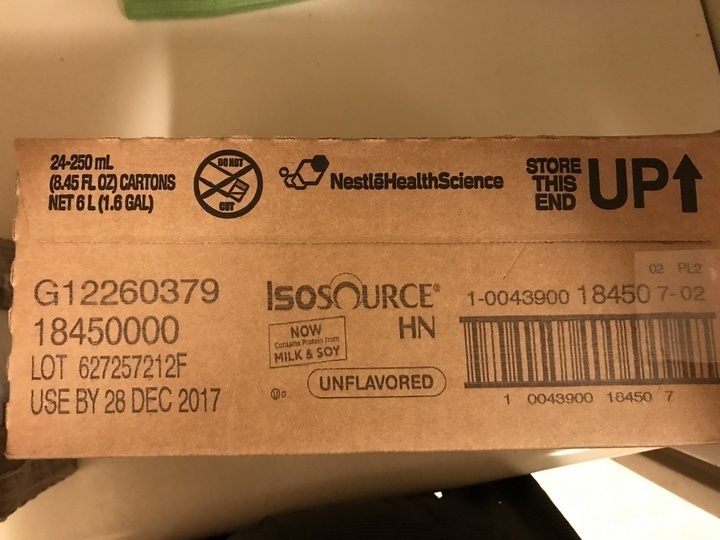 24-250 mL
(8.45 FL OZ) CARTONS
NET 6 L (1.6 GAL)
DO NOT
CUT
NestléHealthScience
STORE
THIS
END
UP
02 PL2
G12260379
18450000
LOT 627257212F
USE BY 28 DEC 2017
ISOSOURCE®
HN
NOW
Contains Protein from
MILK & SOY
UNFLAVORED
U D
1-0043900 18450 7-02
1 0043900 18450 7